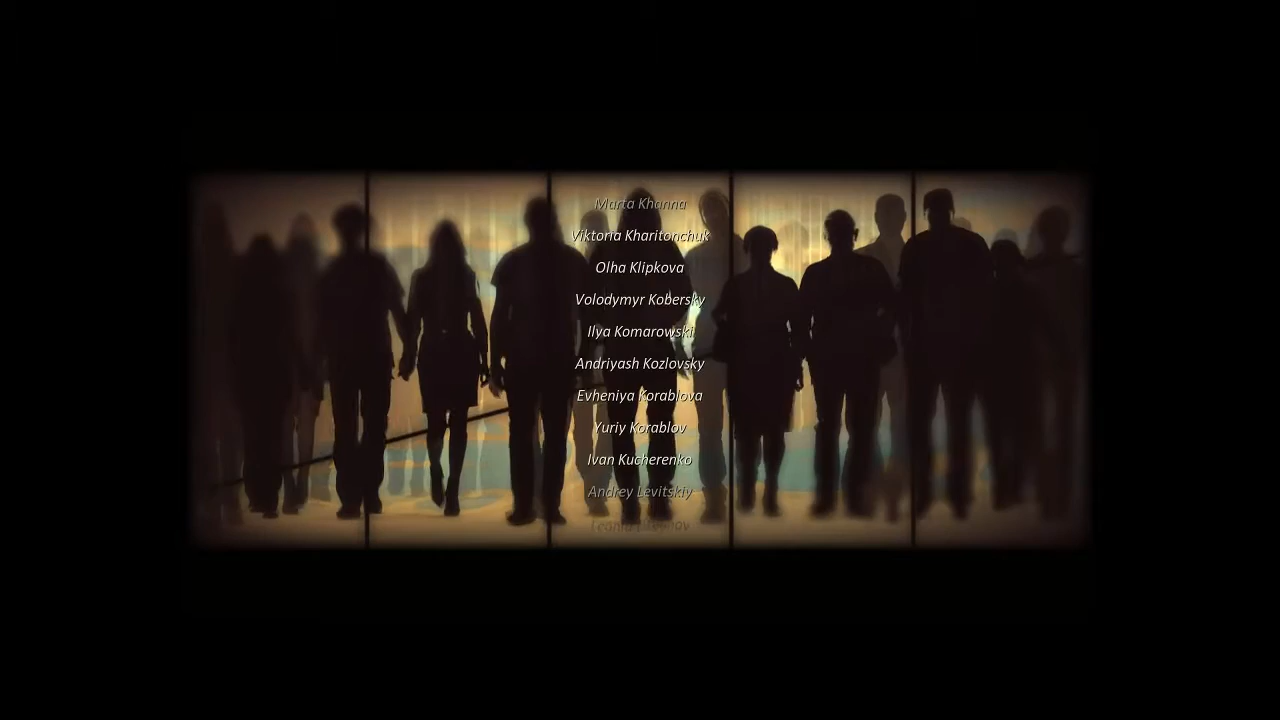 Marta Khanna
Viktoria Kharitonchuk
Olha Klipkova
Volodymyr Kobersky
Ilya Komarowski
Andriyash Kozlovsky
Evheniya Korablova
Yuriy Korablov
Ivan Kucherenko
Andrey Levitskiy